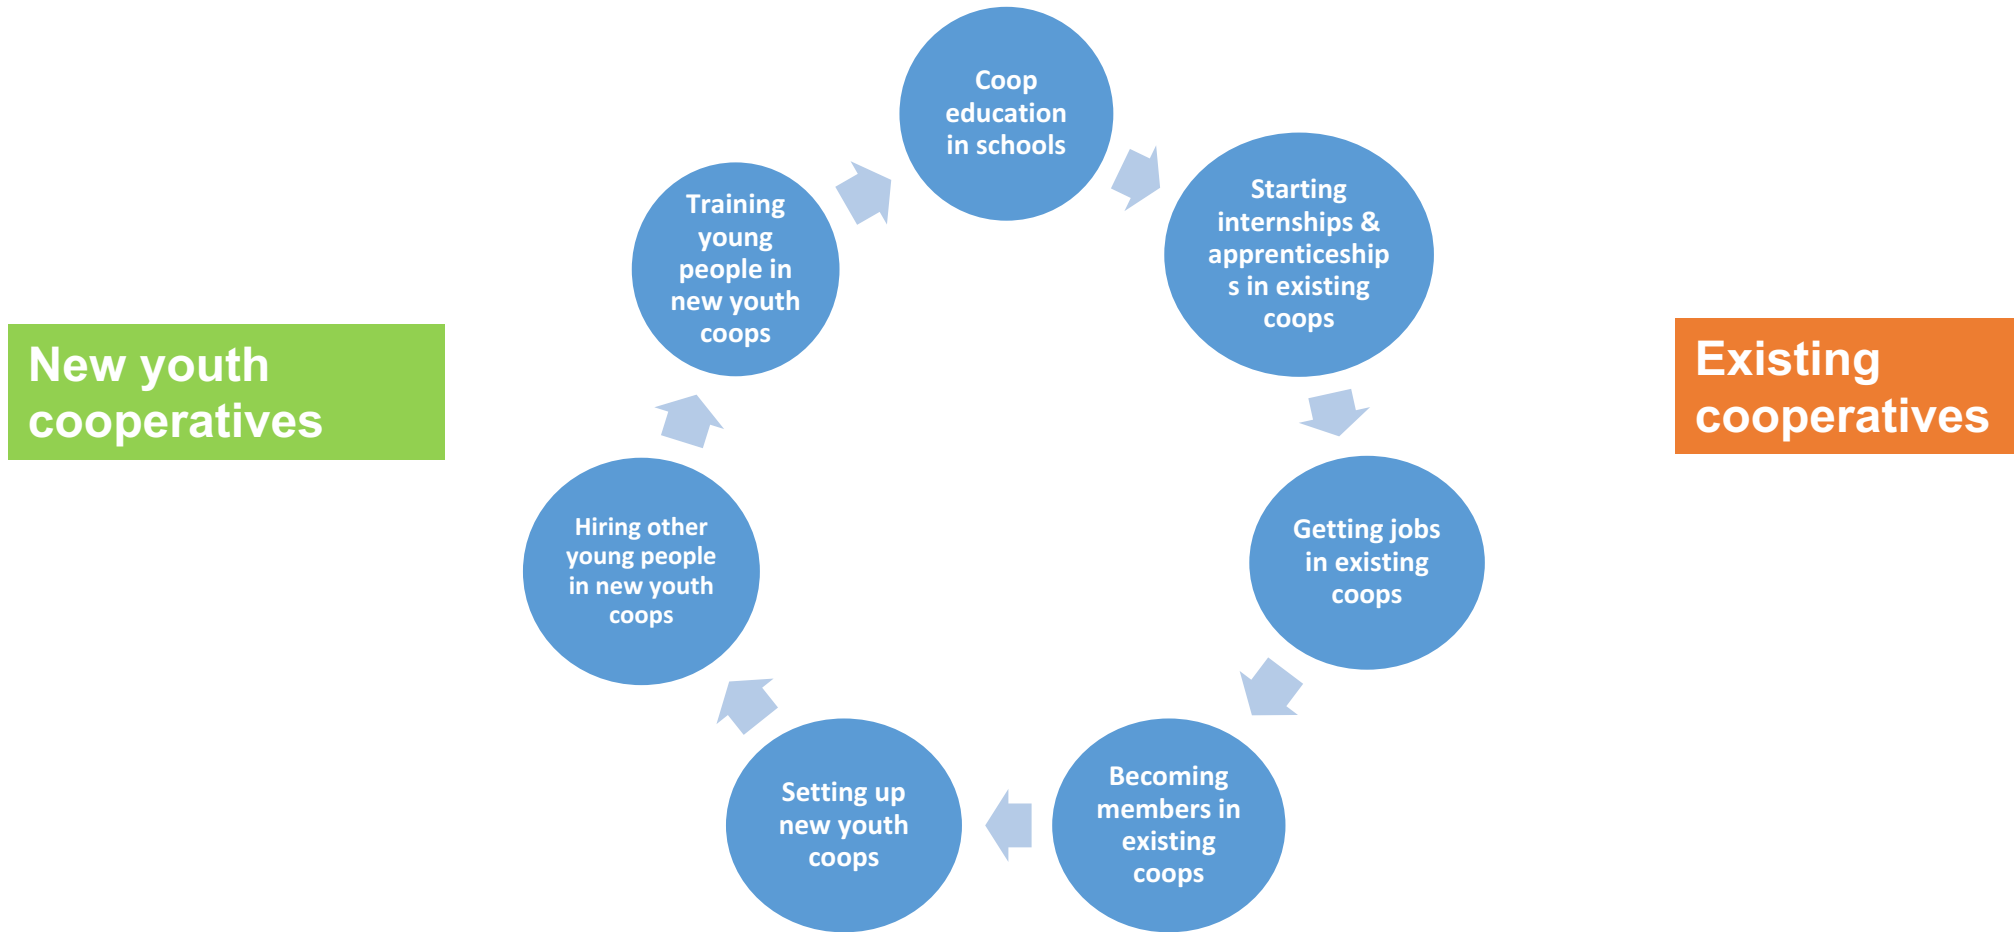 Coop
education
in schools
Starting
internships &
apprenticeship
s in existing
coops
Getting jobs
in existing
coops
Becoming
members in
existing
coops
Setting up
new youth
coops
Hiring other
young people
in new youth
coops
Training
young
people in
new youth
coops
New youth
cooperatives
Existing
cooperatives